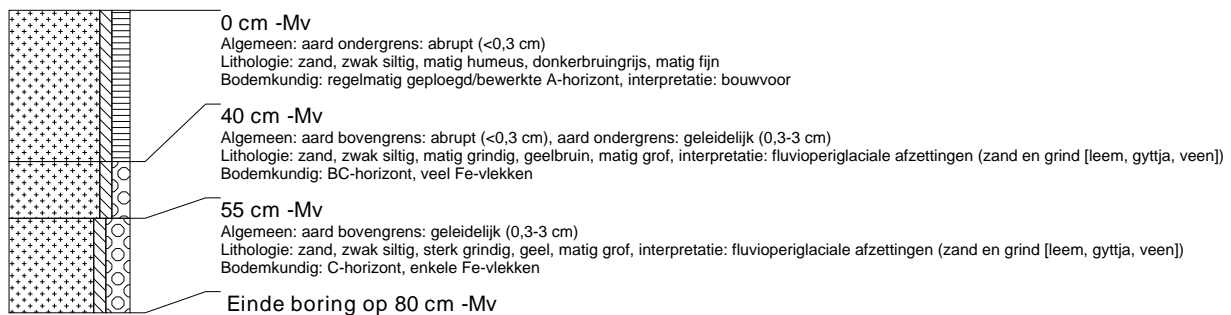 0 cm -Mv
Algemeen: aard ondergrens: abrupt (<0,3 cm)
Lithologie: zand, zwak siltig, matig humeus, donkerbruingrijs, matig fijn
Bodemkundig: regelmatig geploegd/bewerkte A-horizont, interpretatie: bouwvoor
40 cm -Mv
Algemeen: aard bovengrens: abrupt (<0,3 cm), aard ondergrens: geleidelijk (0,3-3 cm)
Lithologie: zand, zwak siltig, matig grindig, geelbruin, matig grof, interpretatie: fluvioperiglaciale afzettingen (zand en grind [leem, gyttja, veen])
Bodemkundig: BC-horizont, veel Fe-vlekken
55 cm -Mv
Algemeen: aard bovengrens: geleidelijk (0,3-3 cm)
Lithologie: zand, zwak siltig, sterk grindig, geel, matig grof, interpretatie: fluvioperiglaciale afzettingen (zand en grind [leem, gyttja, veen])
Bodemkundig: C-horizont, enkele Fe-vlekken
Einde boring op 80 cm -Mv